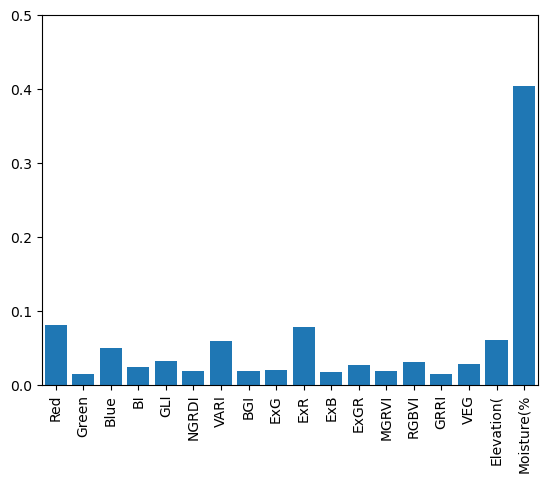 0.5
0.4
0.3
0.2
0.1
0.0
Red
Green
Blue
BI
GLI
NGRDI
VARI
BGI
ExG
ExR
ExB
ExGR
MGRVI
RGBVI
GRRI
VEG
Elevation(
Moisture(%